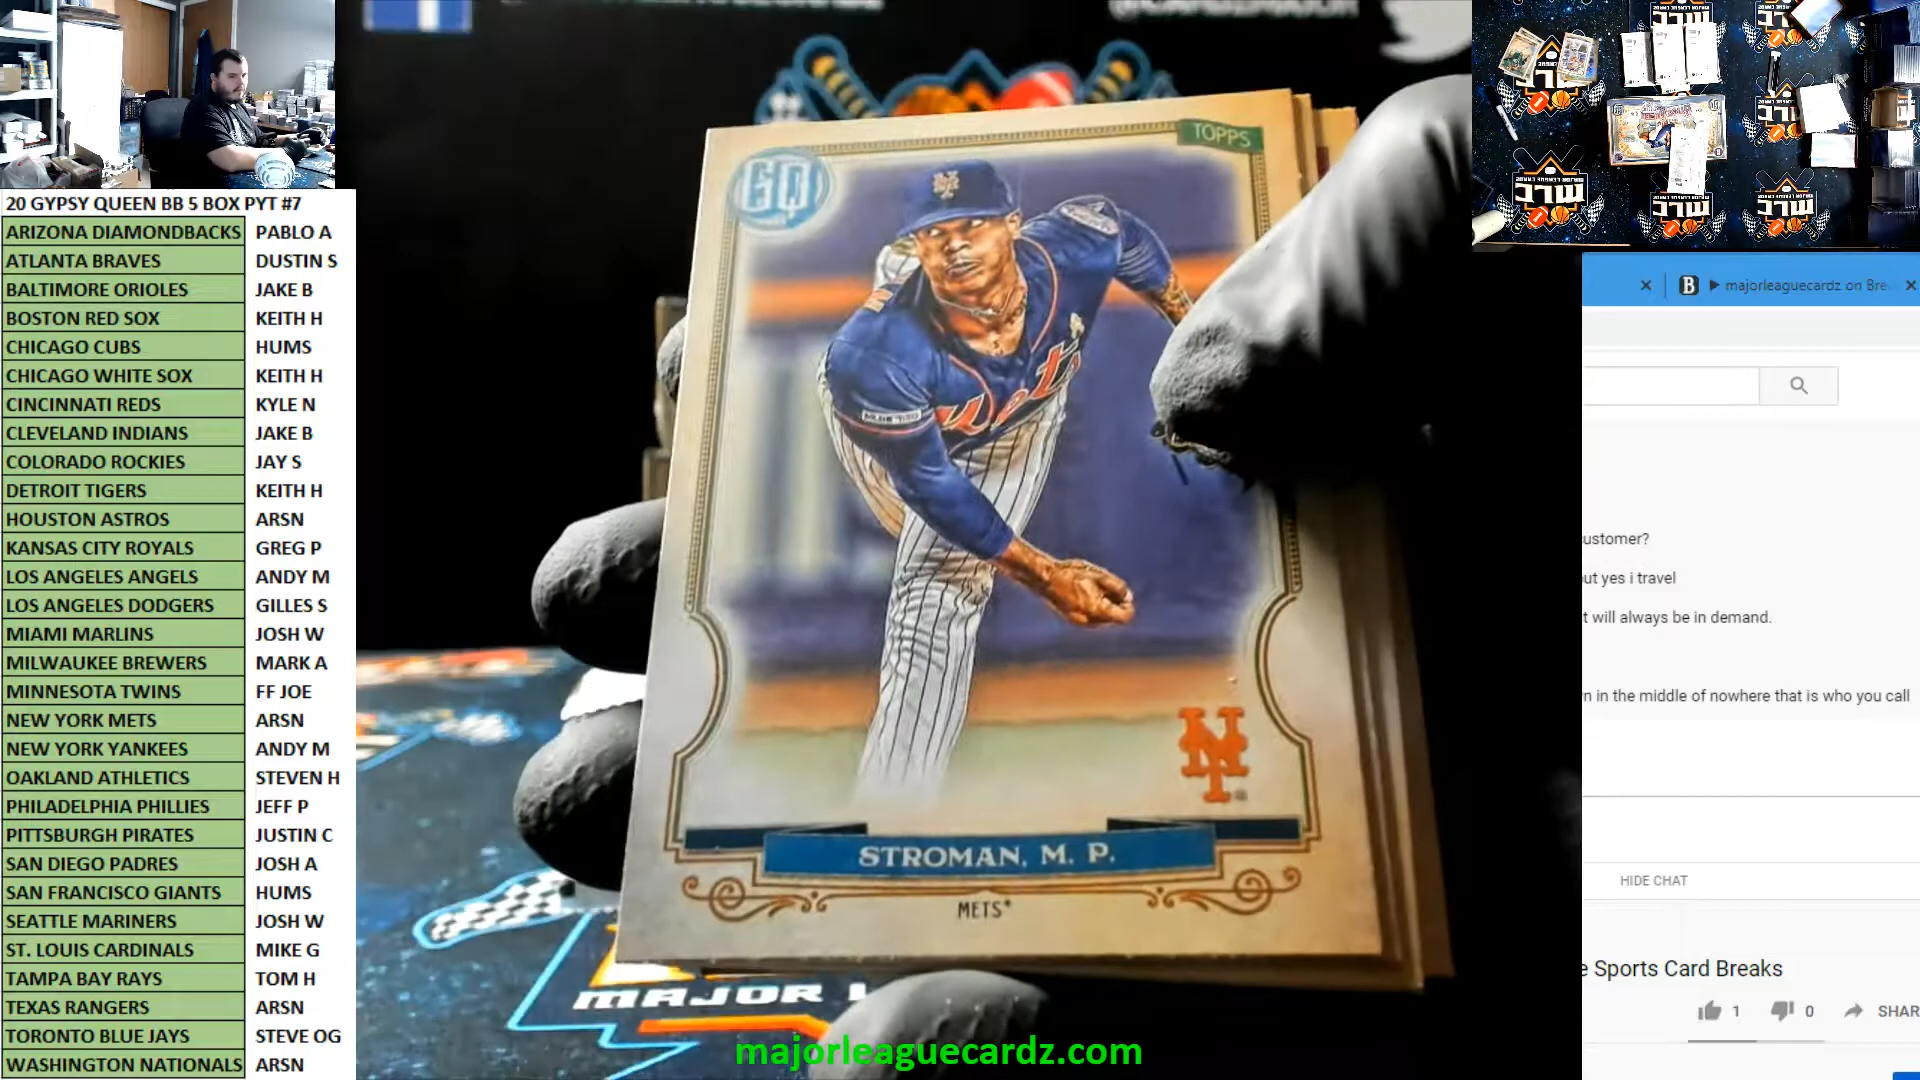 20 GYPSY QUEEN BB 5 BOX PYT #7
ARIZONA DIAMONDBACKS PABLO A
ATLANTA BRAVES DUSTIN S
BALTIMORE ORIOLES JAKE B
BOSTON RED SOX KEITH H
CHICAGO CUBS HUMS
CHICAGO WHITE SOX KEITH H
CINCINNATI REDS KYLE N
CLEVELAND INDIANS JAKE B
COLORADO ROCKIES JAY S
DETROIT TIGERS KEITH H
HOUSTON ASTROS ARSN
KANSAS CITY ROYALS GREG P
LOS ANGELES ANGELS ANDY M
LOS ANGELES DODGERS GILLES S
MIAMI MARLINS JOSH W
MILWAUKEE BREWERS MARK A
MINNESOTA TWINS FF JOE
NEW YORK METS ARSN
NEW YORK YANKEES ANDY M
OAKLAND ATHLETICS STEVEN H
PHILADELPHIA PHILLIES JEFF P
PITTSBURGH PIRATES JUSTIN C
SAN DIEGO PADRES JOSH A
SAN FRANCISCO GIANTS HUMS
SEATTLE MARINERS JOSH W
ST. LOUIS CARDINALS MIKE G
TAMPA BAY RAYS TOM H
TEXAS RANGERS ARSN
TORONTO BLUE JAYS STEVE OG
WASHINGTON NATIONALS ARSN
TOPPS
GQ
NY
Mets
NY
STROMAN, M. P.
METS
MAJOR L
majorleaguecardz.com
B majorleaguecardz on Bre
ustomer?
ut yes i travel
t will always be in demand.
n in the middle of nowhere that is who you call
HIDE CHAT
e Sports Card Breaks
1 0 SHAR